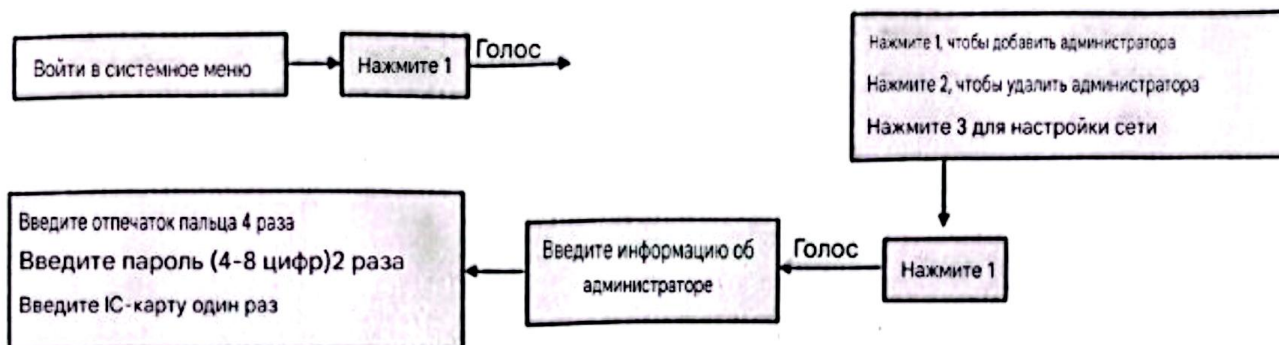 Войти в системное меню
Нажмите 1
Голос
Нажмите 1, чтобы добавить администратора
Нажмите 2, чтобы удалить администратора
Нажмите 3 для настройки сети
Нажмите 1
Голос
Введите информацию об
администраторе
Введите отпечаток пальца 4 раза
Введите пароль (4-8 цифр)2 раза
Введите IC-карту один раз